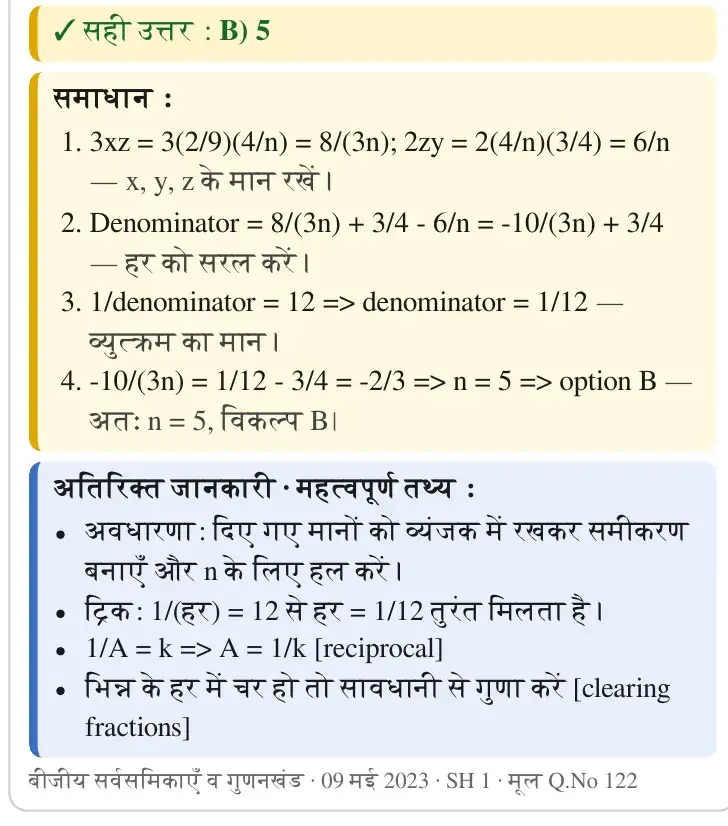 ✓ सही उत्तर : B) 5
समाधान :
1. 3xz = 3(2/9)(4/n) = 8/(3n); 2zy = 2(4/n)(3/4) = 6/n
— x, y, z के मान रखें।
2. Denominator = 8/(3n) + 3/4 - 6/n = -10/(3n) + 3/4
— हर को सरल करें।
3. 1/denominator = 12 => denominator = 1/12 —
व्युत्क्रम का मान।
4. -10/(3n) = 1/12 - 3/4 = -2/3 => n = 5 => option B —
अतः n = 5, विकल्प B।
अतिरिक्त जानकारी · महत्वपूर्ण तथ्य :
• अवधारणा : दिए गए मानों को व्यंजक में रखकर समीकरण
बनाएँ और n के लिए हल करें।
• ट्रिक : 1/(हर) = 12 से हर = 1/12 तुरंत मिलता है।
• 1/A = k => A = 1/k [reciprocal]
• भिन्न के हर में चर हो तो सावधानी से गुणा करें [clearing
fractions]
बीजीय सर्वसमिकाएँ व गुणनखंड · 09 मई 2023 · SH 1 · मूल Q.No 122